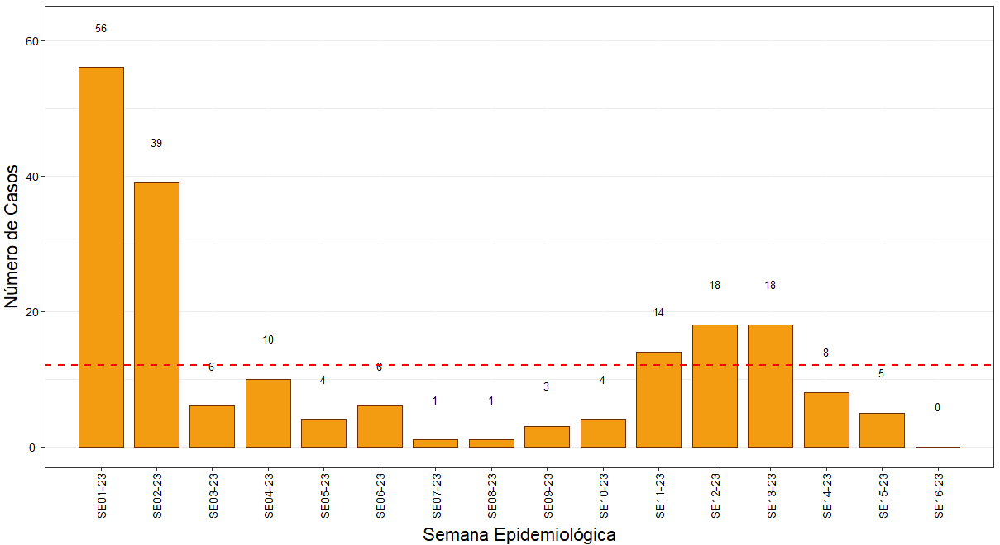 Número de Casos
60
40
20
0
56
39
6
10
4
6
1
1
3
4
14
18
18
8
5
0
SE01-23
SE02-23
SE03-23
SE04-23
SE05-23
SE06-23
SE07-23
SE08-23
SE09-23
SE10-23
SE11-23
SE12-23
SE13-23
SE14-23
SE15-23
SE16-23
Semana Epidemiológica